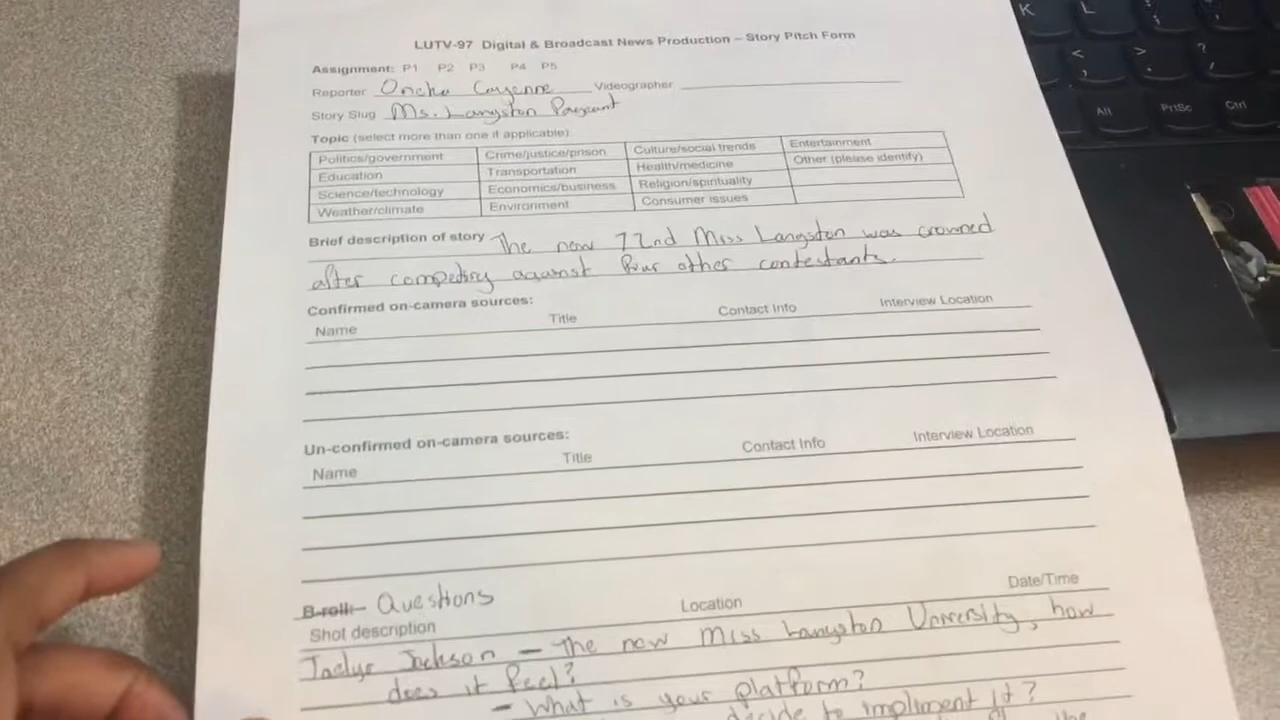 LUTV-97 Digital & Broadcast News Production – Story Pitch Form
Assignment: P1 P2 P3 P4 P5
Reporter Videographer
Story Slug Ms. Langston Pageant
Topic (select more than one if applicable)
Politics/government Crime/justice/prison Culture/social trends Entertainment
Education Transportation Health/medicine Other (please identify)
Science/technology Economics/business Religion/spirituality
Weather/climate Environment Consumer issues
Brief description of story The new 72nd Miss Langston was crowned
after competing against four other contestants.
Confirmed on-camera sources:
Name Title Contact Info Interview Location
Un-confirmed on-camera sources:
Name Title Contact Info Interview Location
B-roll: Questions
Shot description Location Date/Time
Jackson – The new Miss Langston University, how
does it feel?
– What is your platform?
decide to impliment it?
the
K
L
Alt
PrtSc
Ctrl